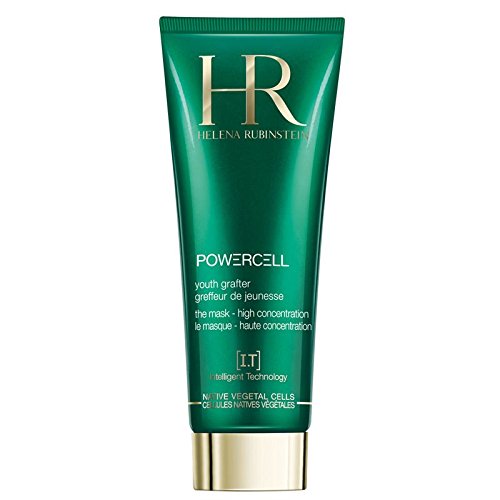 HR
HELENA RUBINSTEIN
POWERCELL
youth grafter
greffeur de jeunesse
the mask - high concentration
le masque - haute concentration
[I.T]
Intelligent Technology
NATIVE VEGETAL CELLS
CELLULES NATIVES VÉGÉTALES